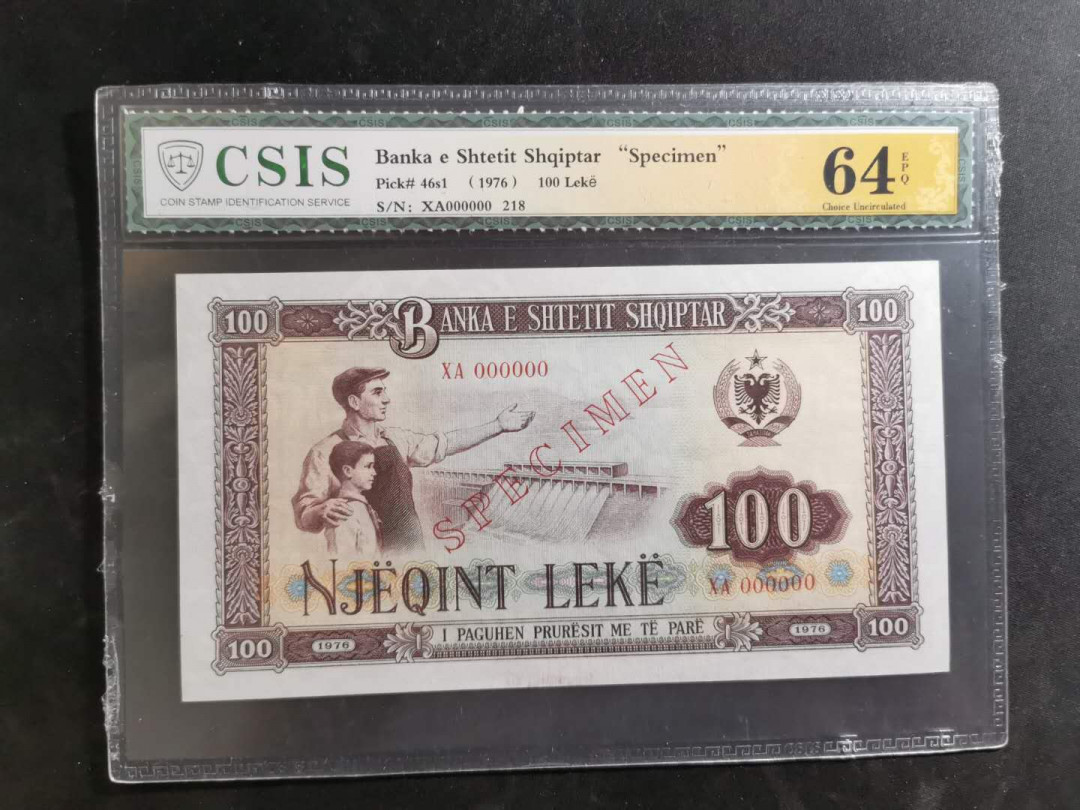 CSIS
COIN STAMP IDENTIFICATION SERVICE
Banka e Shtetit Shqiptar “Specimen”
Pick# 46s1 (1976) 100 Lekë
S/N: XA000000 218
64 EPQ
Choice Uncirculated
100 BANKA E SHTETIT SHQIPTAR 100
XA 000000
SPECIMEN
100
NJËQINT LEKË
XA 000000
I PAGUHEN PRURËSIT ME TË PARË
100 1976 1976 100